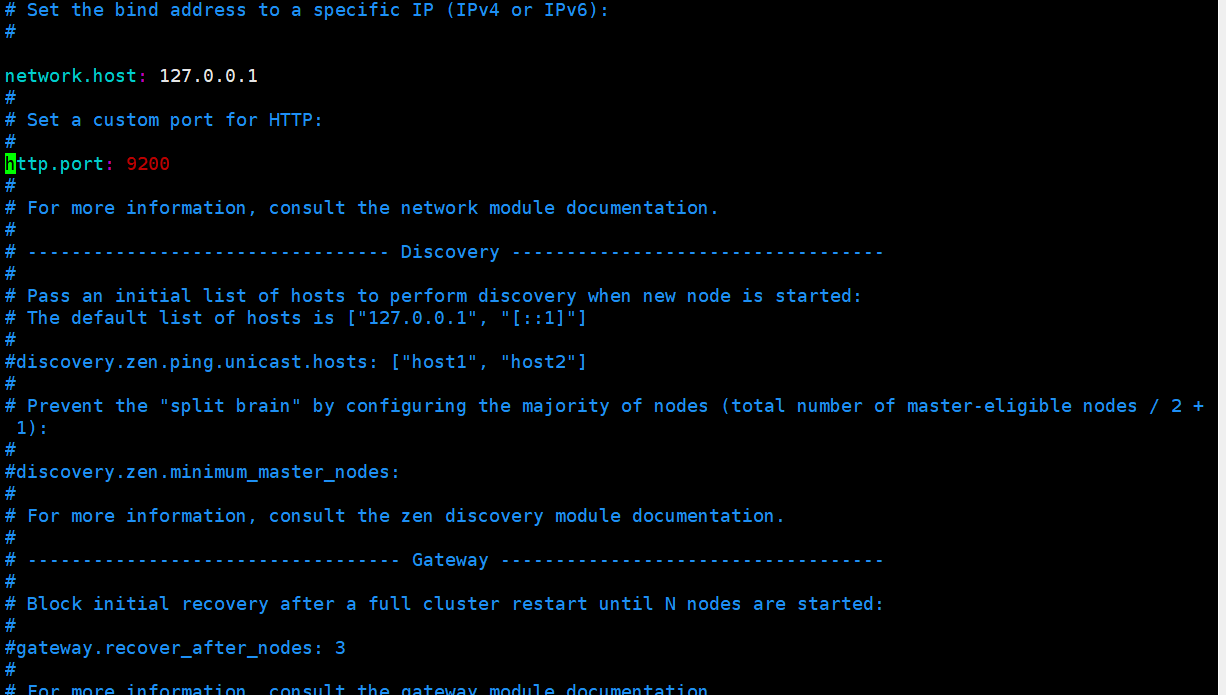 # Set the bind address to a specific IP (IPv4 or IPv6):
#
network.host: 127.0.0.1
#
# Set a custom port for HTTP:
#
http.port: 9200
#
# For more information, consult the network module documentation.
#
# --------------------------------- Discovery ----------------------------------
#
# Pass an initial list of hosts to perform discovery when new node is started:
# The default list of hosts is ["127.0.0.1", "[::1]"]
#
#discovery.zen.ping.unicast.hosts: ["host1", "host2"]
#
# Prevent the "split brain" by configuring the majority of nodes (total number of master-eligible nodes / 2 +
1):
#
#discovery.zen.minimum_master_nodes:
#
# For more information, consult the zen discovery module documentation.
#
# ---------------------------------- Gateway -----------------------------------
#
# Block initial recovery after a full cluster restart until N nodes are started:
#
#gateway.recover_after_nodes: 3
#
# For more information, consult the gateway module documentation.